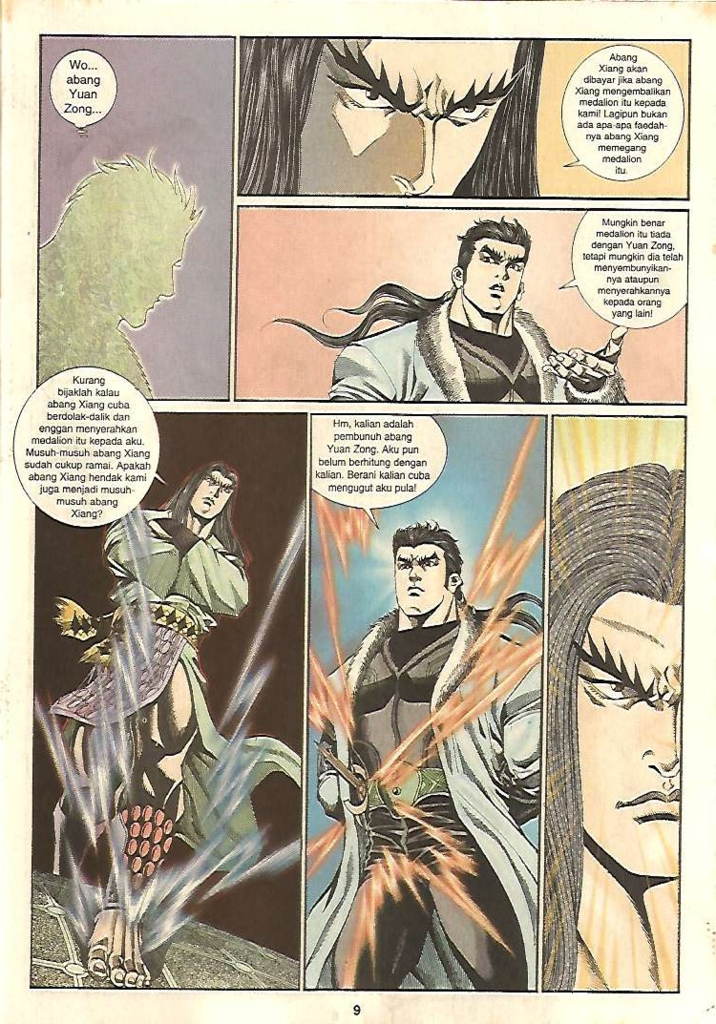 Wo...
abang
Yuan
Zong...
Abang
Xiang akan
dibayar jika abang
Xiang mengembalikan
medalion itu kepada
kami! Lagipun bukan
ada apa-apa faedah-
nya abang Xiang
memegang
medalion
itu.
Mungkin benar
medalion itu tiada
dengan Yuan Zong,
tetapi mungkin dia telah
menyembunyikan-
nya ataupun
menyerahkannya
kepada orang
yang lain!
Kurang
bijaklah kalau
abang Xiang cuba
berdolak-dalik dan
enggan menyerahkan
medalion itu kepada aku.
Musuh-musuh abang Xiang
sudah cukup ramai. Apakah
abang Xiang hendak kami
juga menjadi musuh-
musuh abang
Xiang?
Hm, kalian adalah
pembunuh abang
Yuan Zong. Aku pun
belum berhitung dengan
kalian. Berani kalian cuba
mengugut aku pula!
9